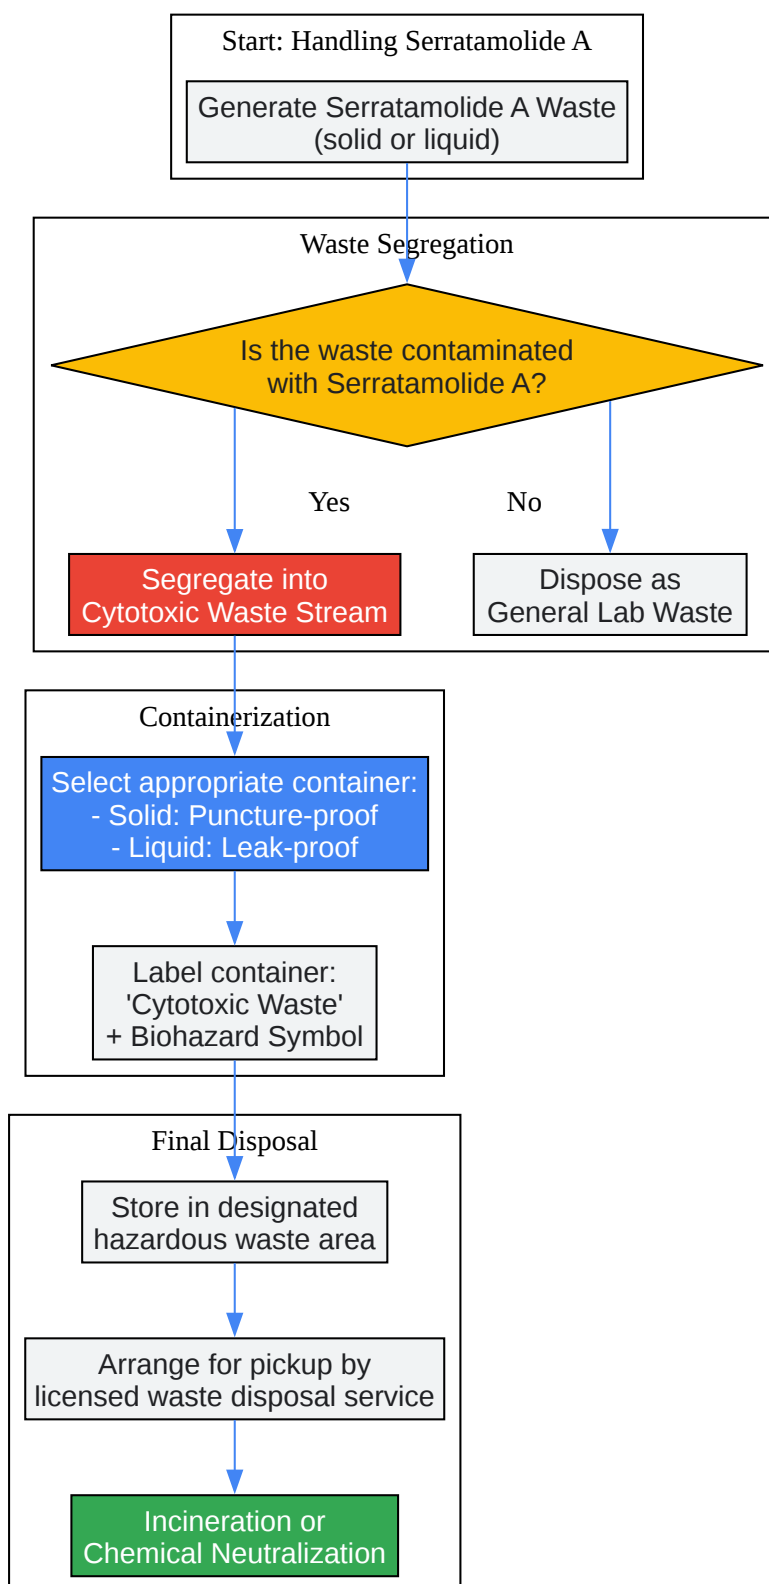 Start: Handling Serratamolide A
Generate Serratamolide A Waste
(solid or liquid)
Waste Segregation
Is the waste contaminated
with Serratamolide A?
Yes
No
Segregate into
Cytotoxic Waste Stream
Dispose as
General Lab Waste
Containerization
Select appropriate container:
- Solid: Puncture-proof
- Liquid: Leak-proof
Label container:
'Cytotoxic Waste'
+ Biohazard Symbol
Final Disposal
Store in designated
hazardous waste area
Arrange for pickup by
licensed waste disposal service
Incineration or
Chemical Neutralization